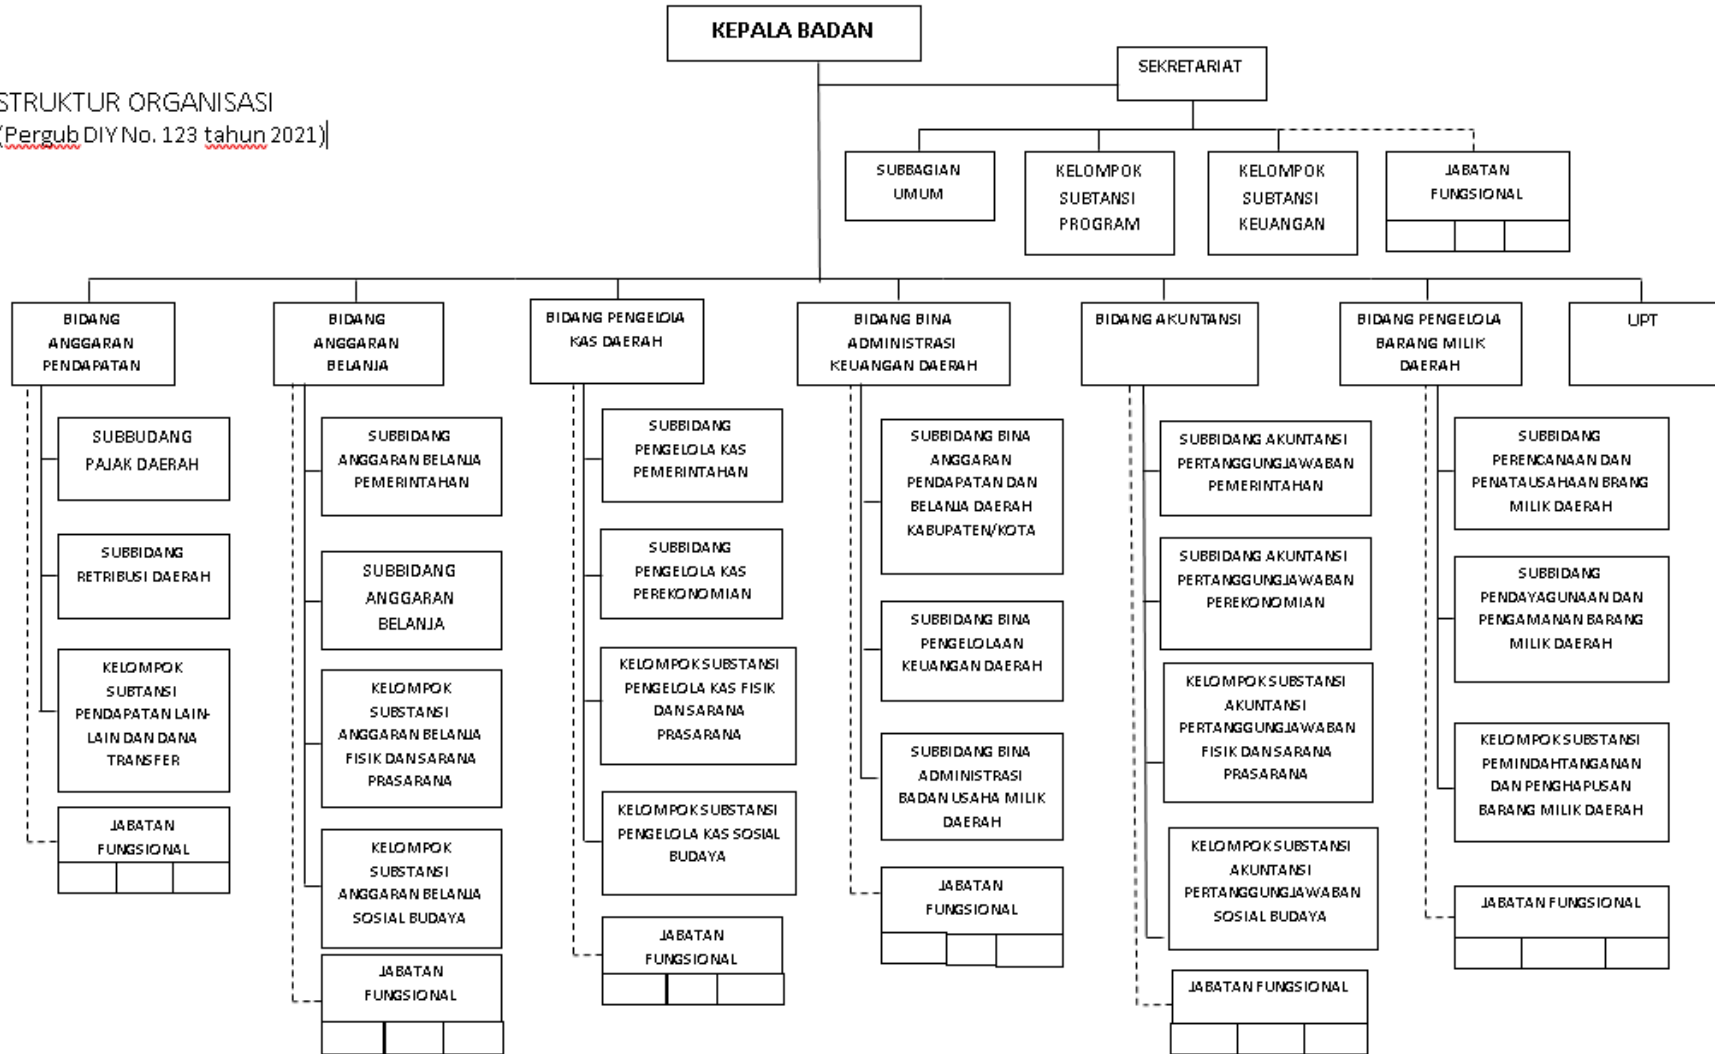 KEPALA BADAN
SEKRETARIAT
STRUKTUR ORGANISASI
(Pergub DIY No. 123 tahun 2021)
SUBBAGIAN
UMUM
KELOMPOK
SUBTANSI
PROGRAM
KELOMPOK
SUBTANSI
KEUANGAN
JABATAN
FUNGSIONAL
BIDANG
ANGGARAN
PENDAPATAN
BIDANG
ANGGARAN
BELANJA
BIDANG PENGELOLA
KAS DAERAH
BIDANG BINA
ADMINISTRASI
KEUANGAN DAERAH
BIDANG AKUNTANSI
BIDANG PENGELOLA
BARANG MILIK
DAERAH
UPT
SUBBUDANG
PAJAK DAERAH
SUBBIDANG
RETRIBUSI DAERAH
KELOMPOK
SUBTANSI
PENDAPATAN LAIN-
LAIN DAN DANA
TRANSFER
JABATAN
FUNGSIONAL
SUBBIDANG
ANGGARAN BELANJA
PEMERINTAHAN
SUBBIDANG
ANGGARAN
BELANJA
KELOMPOK
SUBSTANSI
ANGGARAN BELANJA
FISIK DAN SARANA
PRASARANA
KELOMPOK
SUBSTANSI
ANGGARAN BELANJA
SOSIAL BUDAYA
JABATAN
FUNGSIONAL
SUBBIDANG
PENGELOLA KAS
PEMERINTAHAN
SUBBIDANG
PENGELOLA KAS
PEREKONOMIAN
KELOMPOK SUBSTANSI
PENGELOLA KAS FISIK
DAN SARANA
PRASARANA
KELOMPOK SUBSTANSI
PENGELOLA KAS SOSIAL
BUDAYA
JABATAN
FUNGSIONAL
SUBBIDANG BINA
ANGGARAN
PENDAPATAN DAN
BELANJA DAERAH
KABUPATEN/KOTA
SUBBIDANG BINA
PENGELOLAAN
KEUANGAN DAERAH
SUBBIDANG BINA
ADMINISTRASI
BADAN USAHA MILIK
DAERAH
JABATAN
FUNGSIONAL
SUBBIDANG AKUNTANSI
PERTANGGUNGJAWABAN
PEMERINTAHAN
SUBBIDANG AKUNTANSI
PERTANGGUNGJAWABAN
PEREKONOMIAN
KELOMPOK SUBSTANSI
AKUNTANSI
PERTANGGUNGJAWABAN
FISIK DAN SARANA
PRASARANA
KELOMPOK SUBSTANSI
AKUNTANSI
PERTANGGUNGJAWABAN
SOSIAL BUDAYA
JABATAN FUNGSIONAL
SUBBIDANG
PERENCANAAN DAN
PENATAUSAHAAN BRANG
MILIK DAERAH
SUBBIDANG
PENDAYAGUNAAN DAN
PENGAMANAN BARANG
MILIK DAERAH
KELOMPOK SUBSTANSI
PEMINDAHTANGANAN
DAN PENGHAPUSAN
BARANG MILIK DAERAH
JABATAN FUNGSIONAL